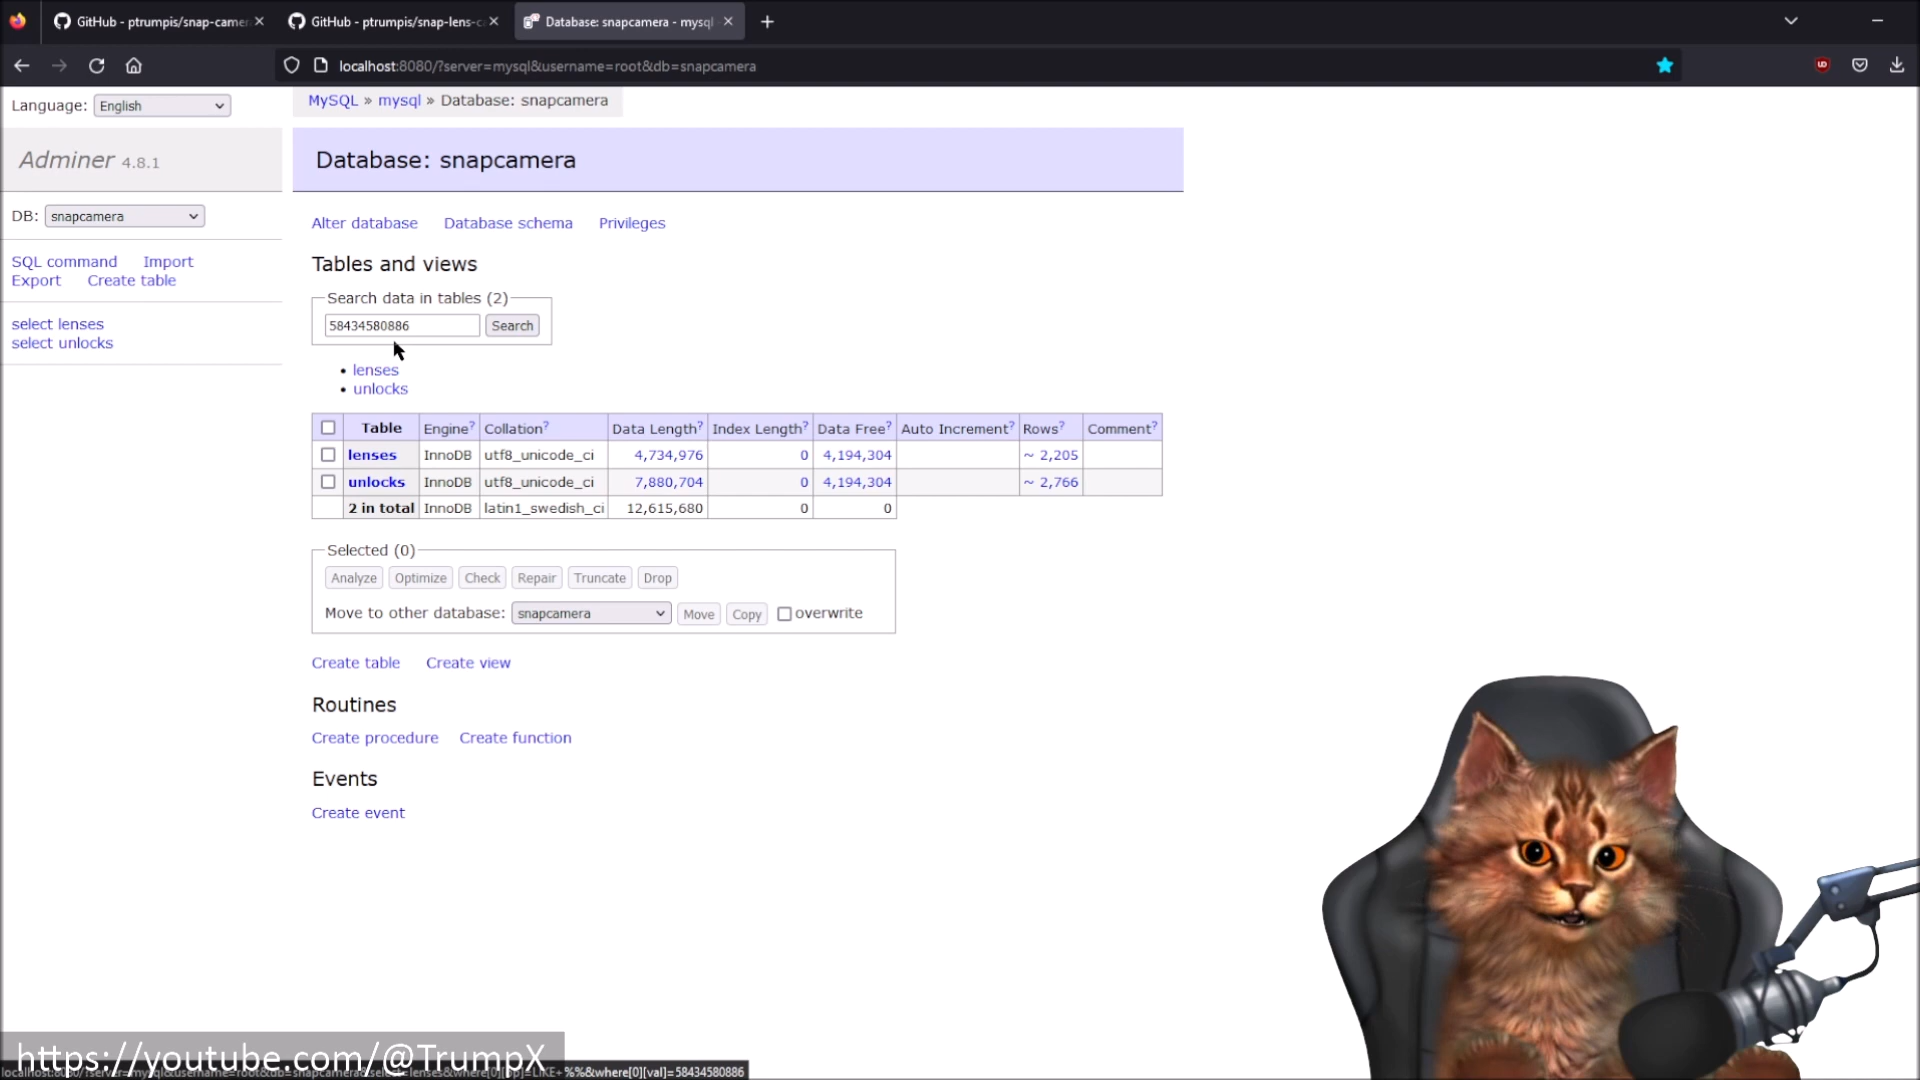 GitHub - ptrumpis/snap-camer
GitHub - ptrumpis/snap-lens-c
Database: snapcamera - mysql
localhost:8080/?server=mysql&username=root&db=snapcamera
Language: English
MySQL » mysql » Database: snapcamera
Adminer 4.8.1
Database: snapcamera
DB: snapcamera
Alter database Database schema Privileges
SQL command Import
Export Create table
Tables and views
Search data in tables (2)
58434580886 Search
select lenses
select unlocks
• lenses
• unlocks
Table Engine? Collation? Data Length? Index Length? Data Free? Auto Increment? Rows? Comment?
lenses InnoDB utf8_unicode_ci 4,734,976 0 4,194,304 ~ 2,205
unlocks InnoDB utf8_unicode_ci 7,880,704 0 4,194,304 ~ 2,766
2 in total InnoDB latin1_swedish_ci 12,615,680 0 0
Selected (0)
Analyze Optimize Check Repair Truncate Drop
Move to other database: snapcamera Move Copy overwrite
Create table Create view
Routines
Create procedure Create function
Events
Create event
https://youtube.com/@TrumpX